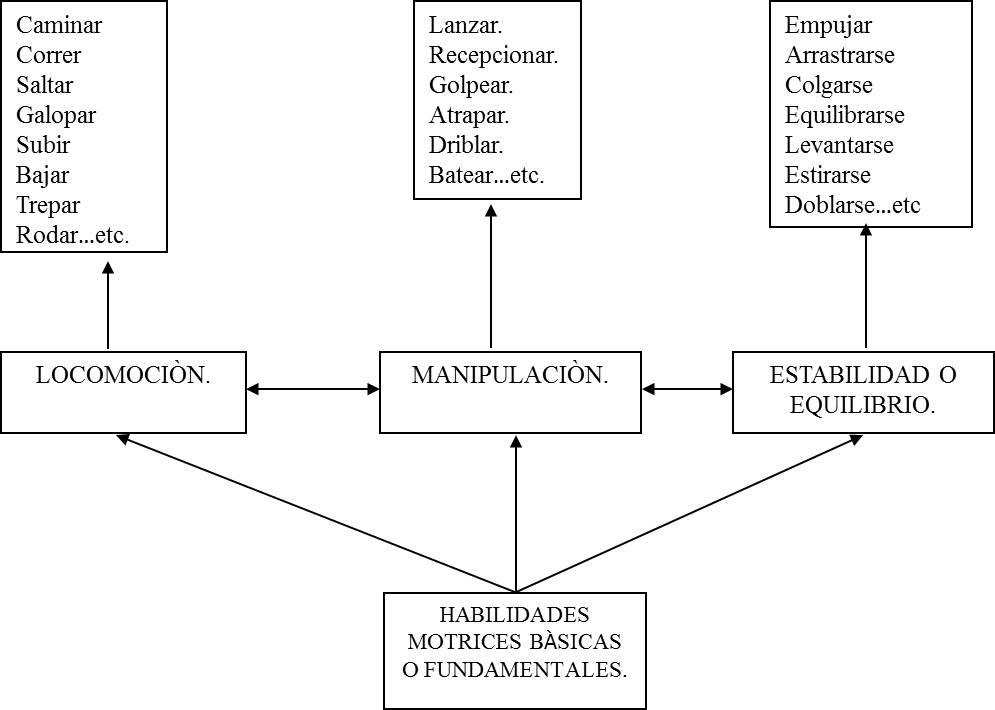 Caminar
Correr
Saltar
Galopar
Subir
Bajar
Trepar
Rodar...etc.
Lanzar.
Recepcionar.
Golpear.
Atrapar.
Driblar.
Batear...etc.
Empujar
Arrastrarse
Colgarse
Equilibrarse
Levantarse
Estirarse
Doblarse...etc
LOCOMOCIÒN.
MANIPULACIÒN.
ESTABILIDAD O
EQUILIBRIO.
HABILIDADES
MOTRICES BÀSICAS
O FUNDAMENTALES.